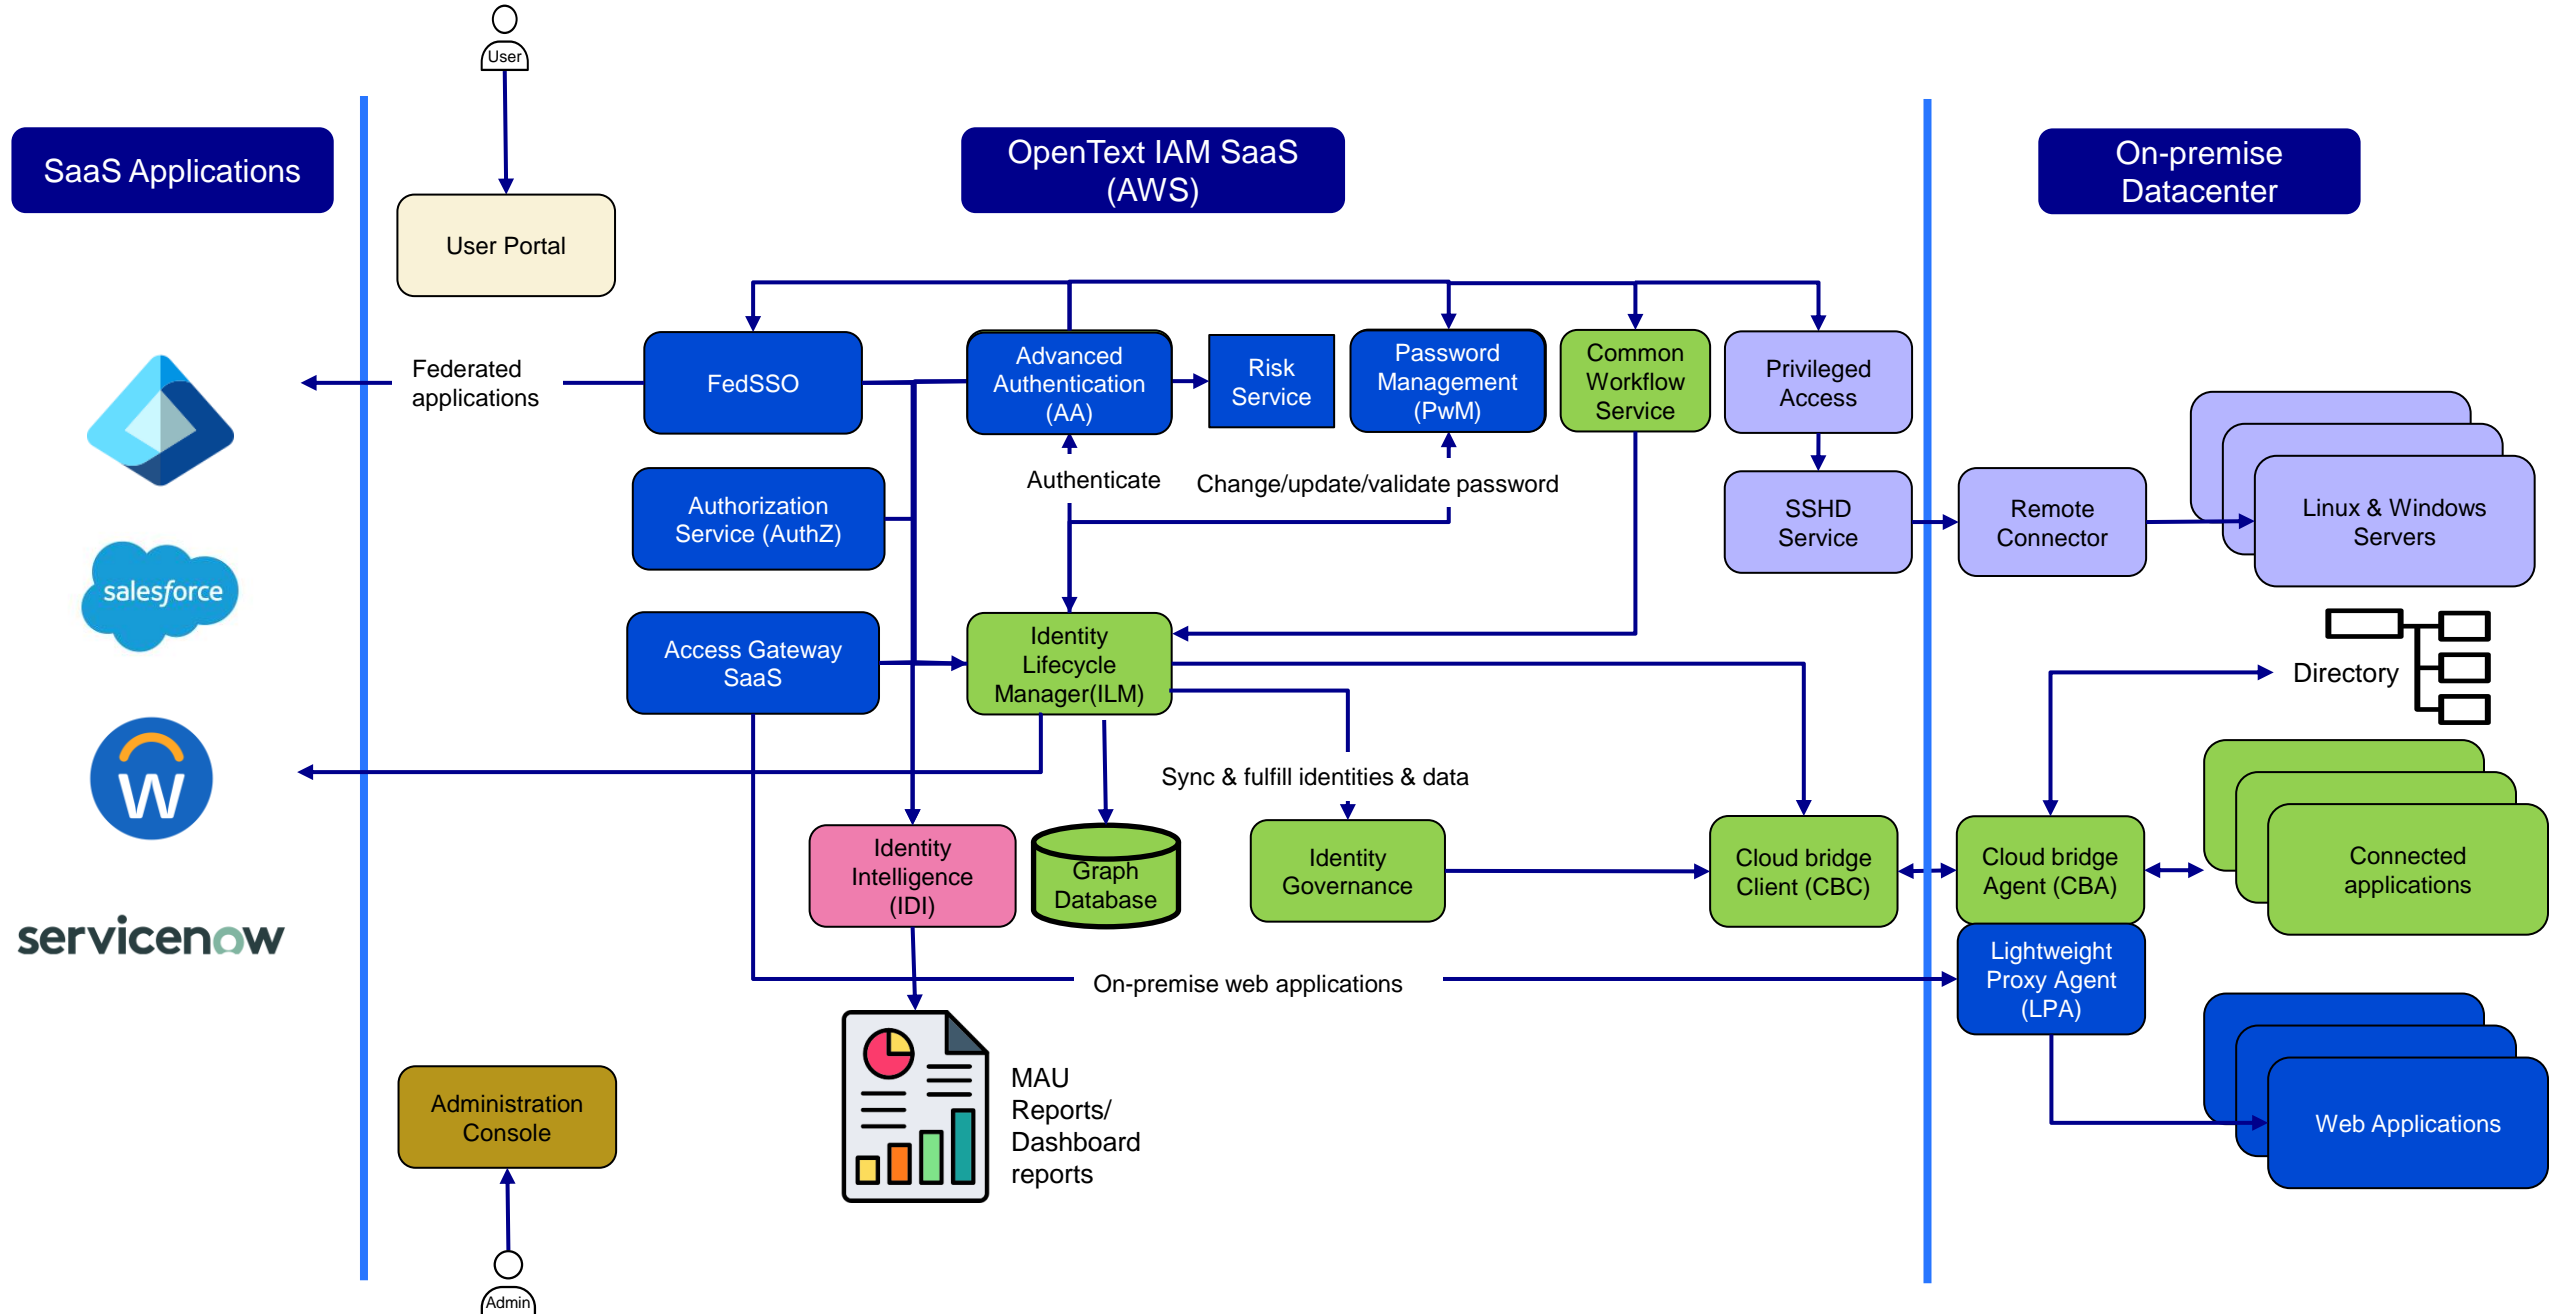 User
SaaS Applications
OpenText IAM SaaS
(AWS)
On-premise
Datacenter
User Portal
Federated
applications
FedSSO
Advanced
Authentication
(AA)
Risk
Service
Password
Management
(PwM)
Common
Workflow
Service
Privileged
Access
Authenticate
Change/update/validate password
Authorization
Service (AuthZ)
SSHD
Service
Remote
Connector
Linux & Windows
Servers
salesforce
Access Gateway
SaaS
Identity
Lifecycle
Manager(ILM)
Directory
W
Sync & fulfill identities & data
Identity
Intelligence
(IDI)
Graph
Database
Identity
Governance
Cloud bridge
Client (CBC)
Cloud bridge
Agent (CBA)
Connected
applications
servicenow
On-premise web applications
Lightweight
Proxy Agent
(LPA)
MAU
Reports/
Dashboard
reports
Administration
Console
Web Applications
Admin